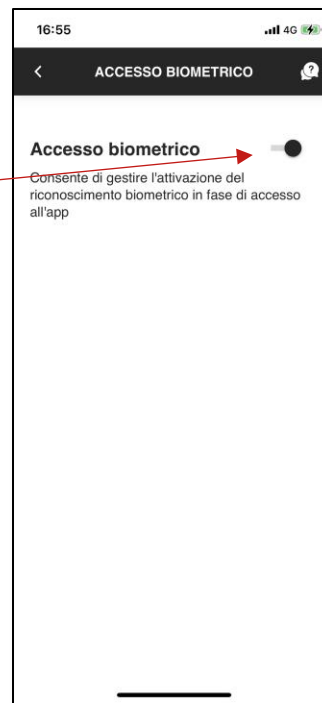 16:55
4G
ACCESSO BIOMETRICO
?
Accesso biometrico
Consente di gestire l'attivazione del
riconoscimento biometrico in fase di accesso
all'app